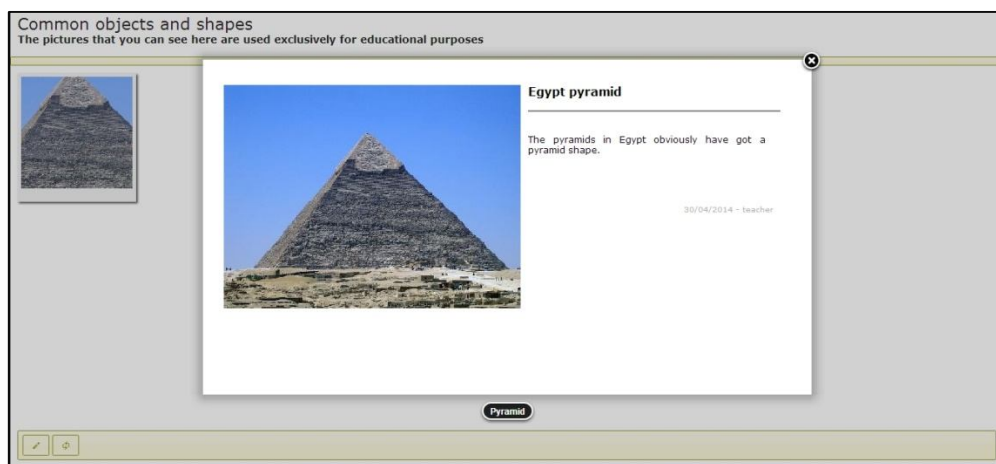 Common objects and shapes
The pictures that you can see here are used exclusively for educational purposes
Egypt pyramid
The pyramids in Egypt obviously have got a
pyramid shape.
30/04/2014 - teacher
Pyramid